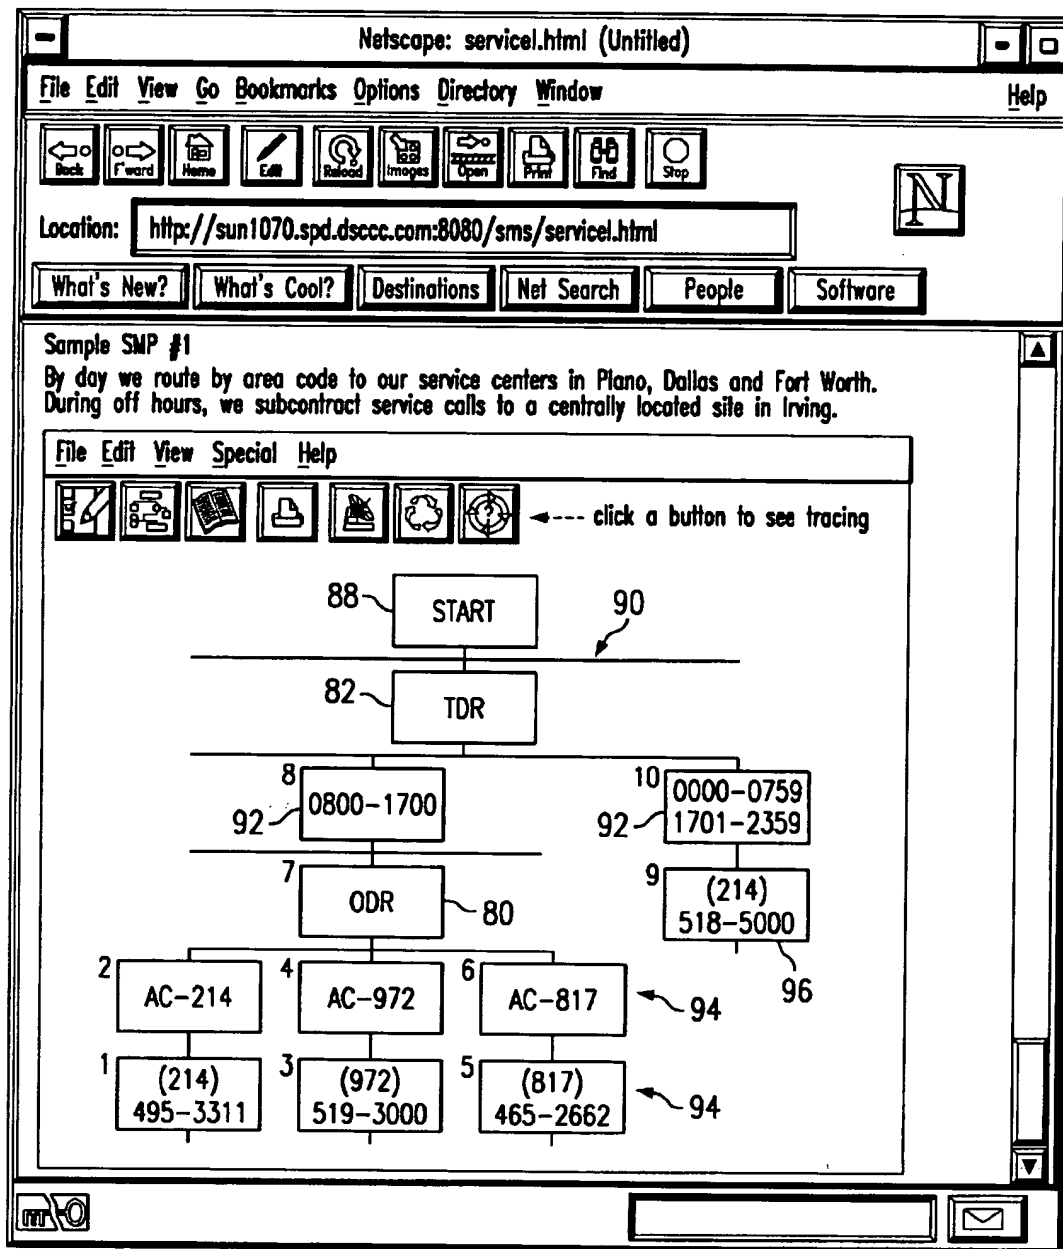 Netscape: servicel.html (Untitled)
File Edit View Go Bookmarks Options Directory Window Help
Back F'ward Home Edit Reload Images Open Print Find Stop
N
Location: http://sun1070.spd.dsccc.com:8080/sms/servicel.html
What's New? What's Cool? Destinations Net Search People Software
Sample SMP #1
By day we route by area code to our service centers in Plano, Dallas and Fort Worth.
During off hours, we subcontract service calls to a centrally located site in Irving.
File Edit View Special Help
? click a button to see tracing
88 START
90
82 TDR
8 0800-1700 92
10 0000-0759
92 1701-2359
7 ODR 80
9 (214)
518-5000
96
2 AC-214 4 AC-972 6 AC-817 94
1 (214) 3 (972) 5 (817) 94
495-3311 519-3000 465-2662